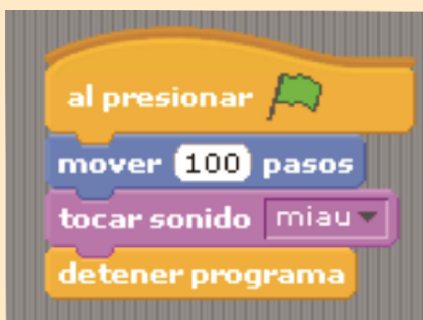 al presionar
mover 100 pasos
tocar sonido miau
detener programa